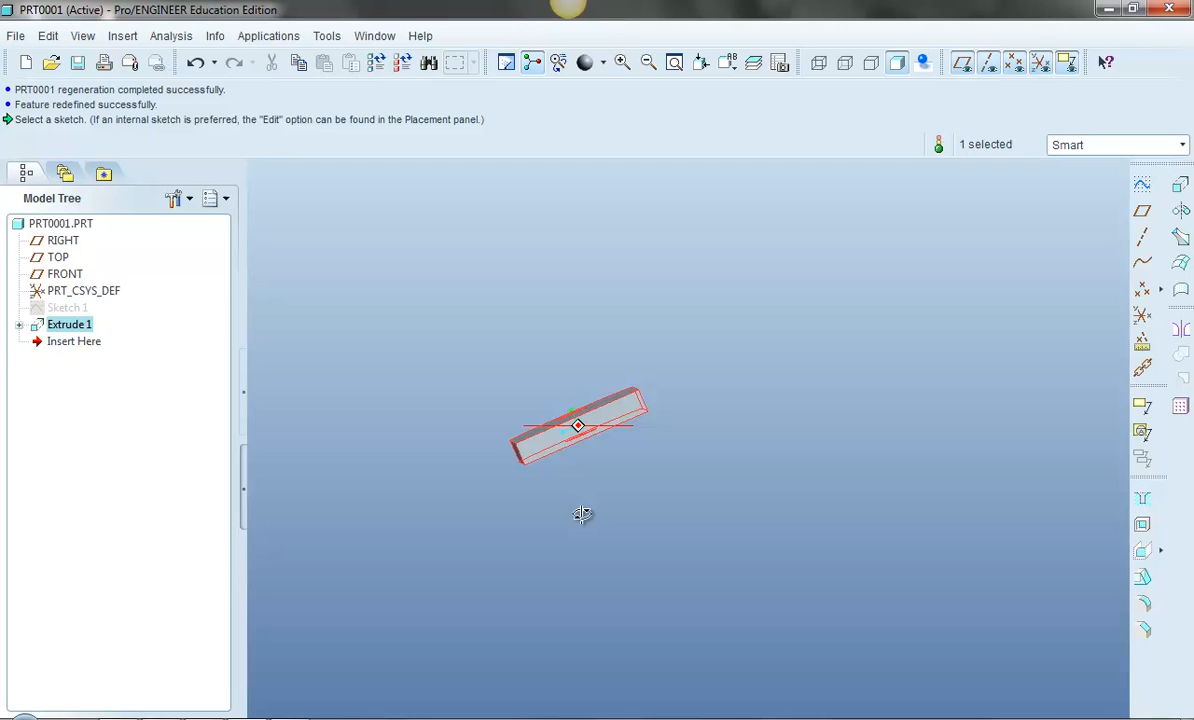 PRT0001 (Active) - Pro/ENGINEER Education Edition
File Edit View Insert Analysis Info Applications Tools Window Help
PRT0001 regeneration completed successfully.
Feature redefined successfully.
Select a sketch. (If an internal sketch is preferred, the "Edit" option can be found in the Placement panel.)
1 selected
Smart
Model Tree
PRT0001.PRT
RIGHT
TOP
FRONT
PRT_CSYS_DEF
Sketch 1
Extrude 1
Insert Here